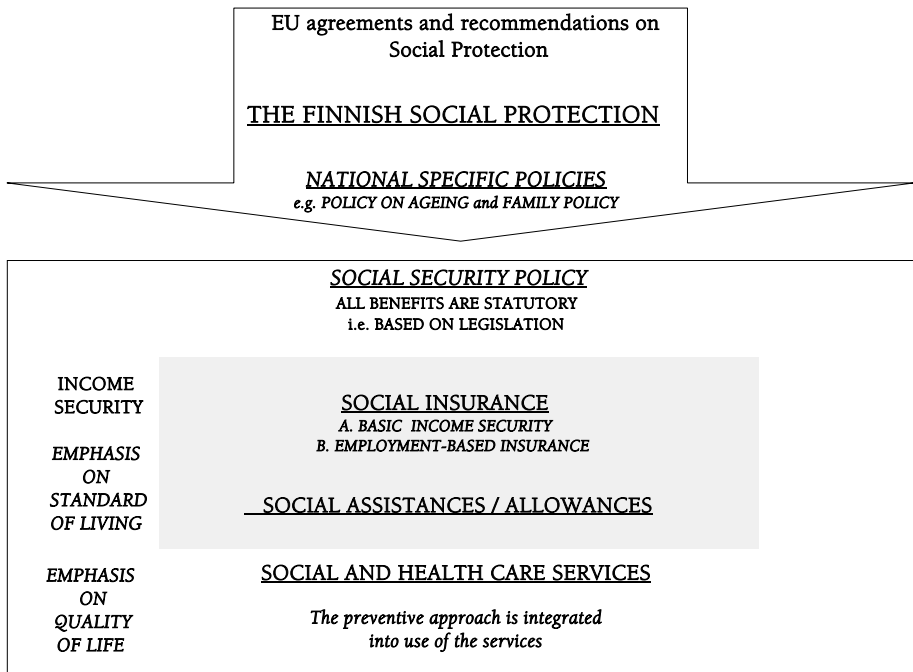 EU agreements and recommendations on
Social Protection
THE FINNISH SOCIAL PROTECTION
NATIONAL SPECIFIC POLICIES
e.g. POLICY ON AGEING and FAMILY POLICY
SOCIAL SECURITY POLICY
ALL BENEFITS ARE STATUTORY
i.e. BASED ON LEGISLATION
INCOME
SECURITY
EMPHASIS
ON
STANDARD
OF LIVING
SOCIAL INSURANCE
A. BASIC INCOME SECURITY
B. EMPLOYMENT-BASED INSURANCE
SOCIAL ASSISTANCES / ALLOWANCES
EMPHASIS
ON
QUALITY
OF LIFE
SOCIAL AND HEALTH CARE SERVICES
The preventive approach is integrated
into use of the services